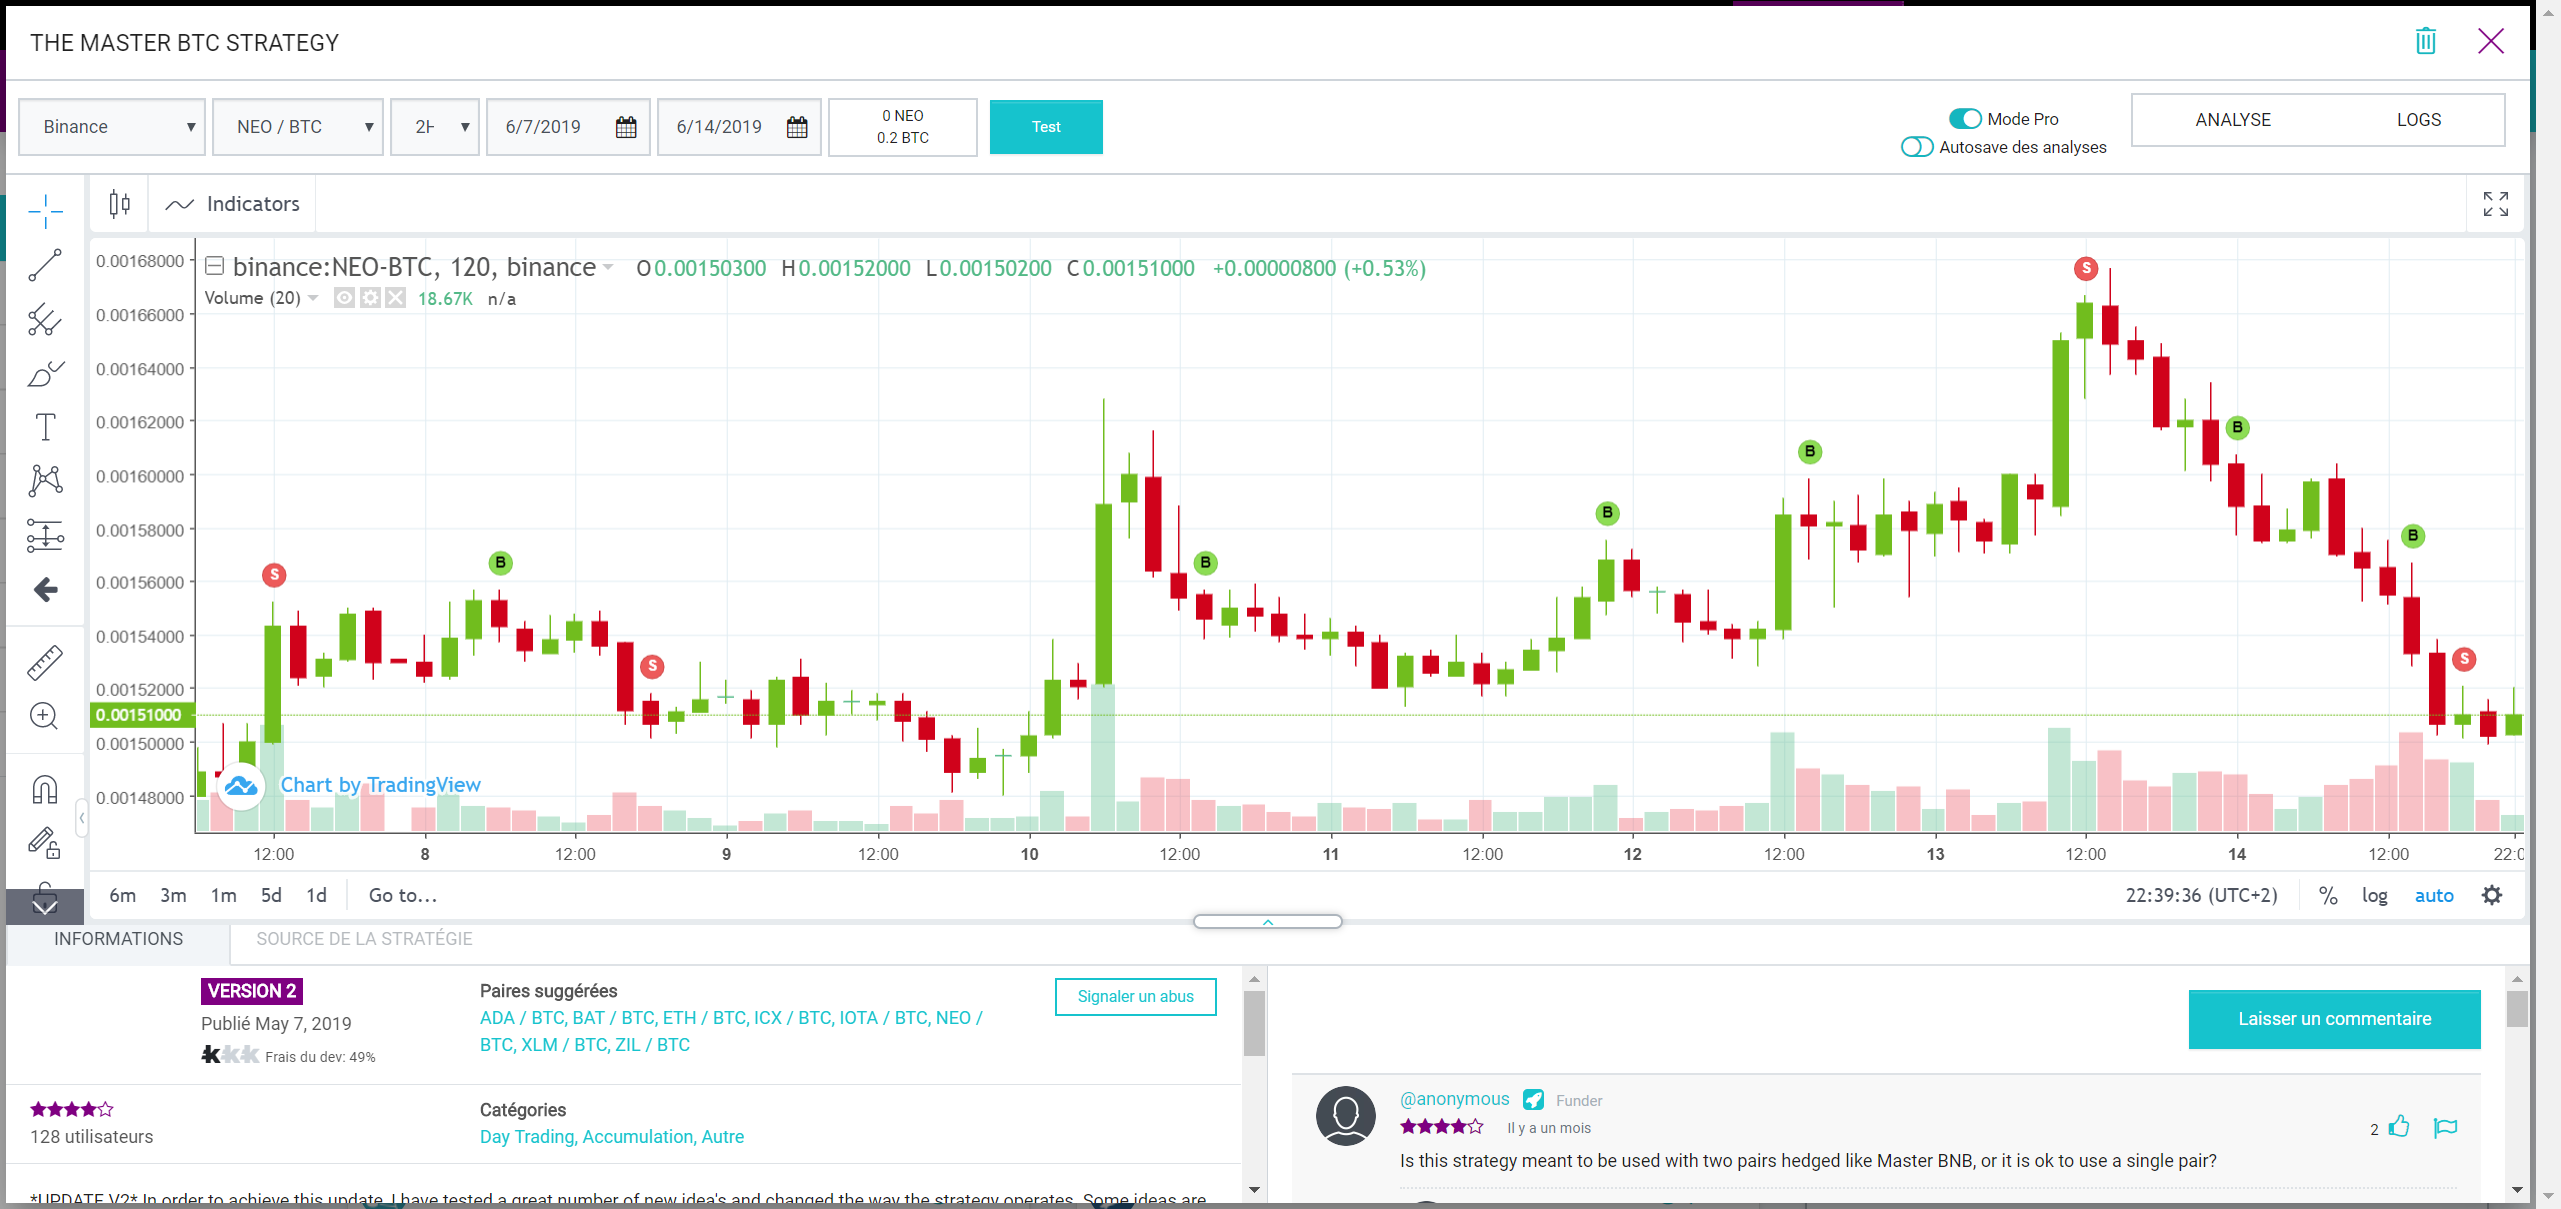 THE MASTER BTC STRATEGY
Binance
NEO / BTC
6/7/2019
6/14/2019
0 NEO
0.2 BTC
Test
Mode Pro
Autosave des analyses
ANALYSE
LOGS
Indicators
binance:NEO-BTC, 120, binance
O0.00150300 H0.00152000 L0.00150200 C0.00151000 +0.00000800 (+0.53%)
Volume (20) 18.67K n/a
0.00168000
0.00166000
0.00164000
0.00162000
0.00160000
0.00158000
0.00156000
0.00154000
0.00152000
0.00151000
0.00150000
0.00148000
S
B
S
B
B
B
S
B
B
S
Chart by TradingView
12:00 8 12:00 9 12:00 10 12:00 11 12:00 12 12:00 13 12:00 14 12:00
6m 3m 1m 5d 1d Go to...
22:39:36 (UTC+2) % log auto
INFORMATIONS
SOURCE DE LA STRATÉGIE
VERSION 2
Publié May 7, 2019
Frais du dev: 49%
Paires suggérées
ADA / BTC, BAT / BTC, ETH / BTC, ICX / BTC, IOTA / BTC, NEO /
BTC, XLM / BTC, ZIL / BTC
Signaler un abus
128 utilisateurs
Catégories
Day Trading, Accumulation, Autre
*UPDATE V2* In order to achieve this update, I have tested a great number of new idea's and changed the way the strategy operates. Some ideas are
Laisser un commentaire
@anonymous Funder
Il y a un mois
2
Is this strategy meant to be used with two pairs hedged like Master BNB, or it is ok to use a single pair?